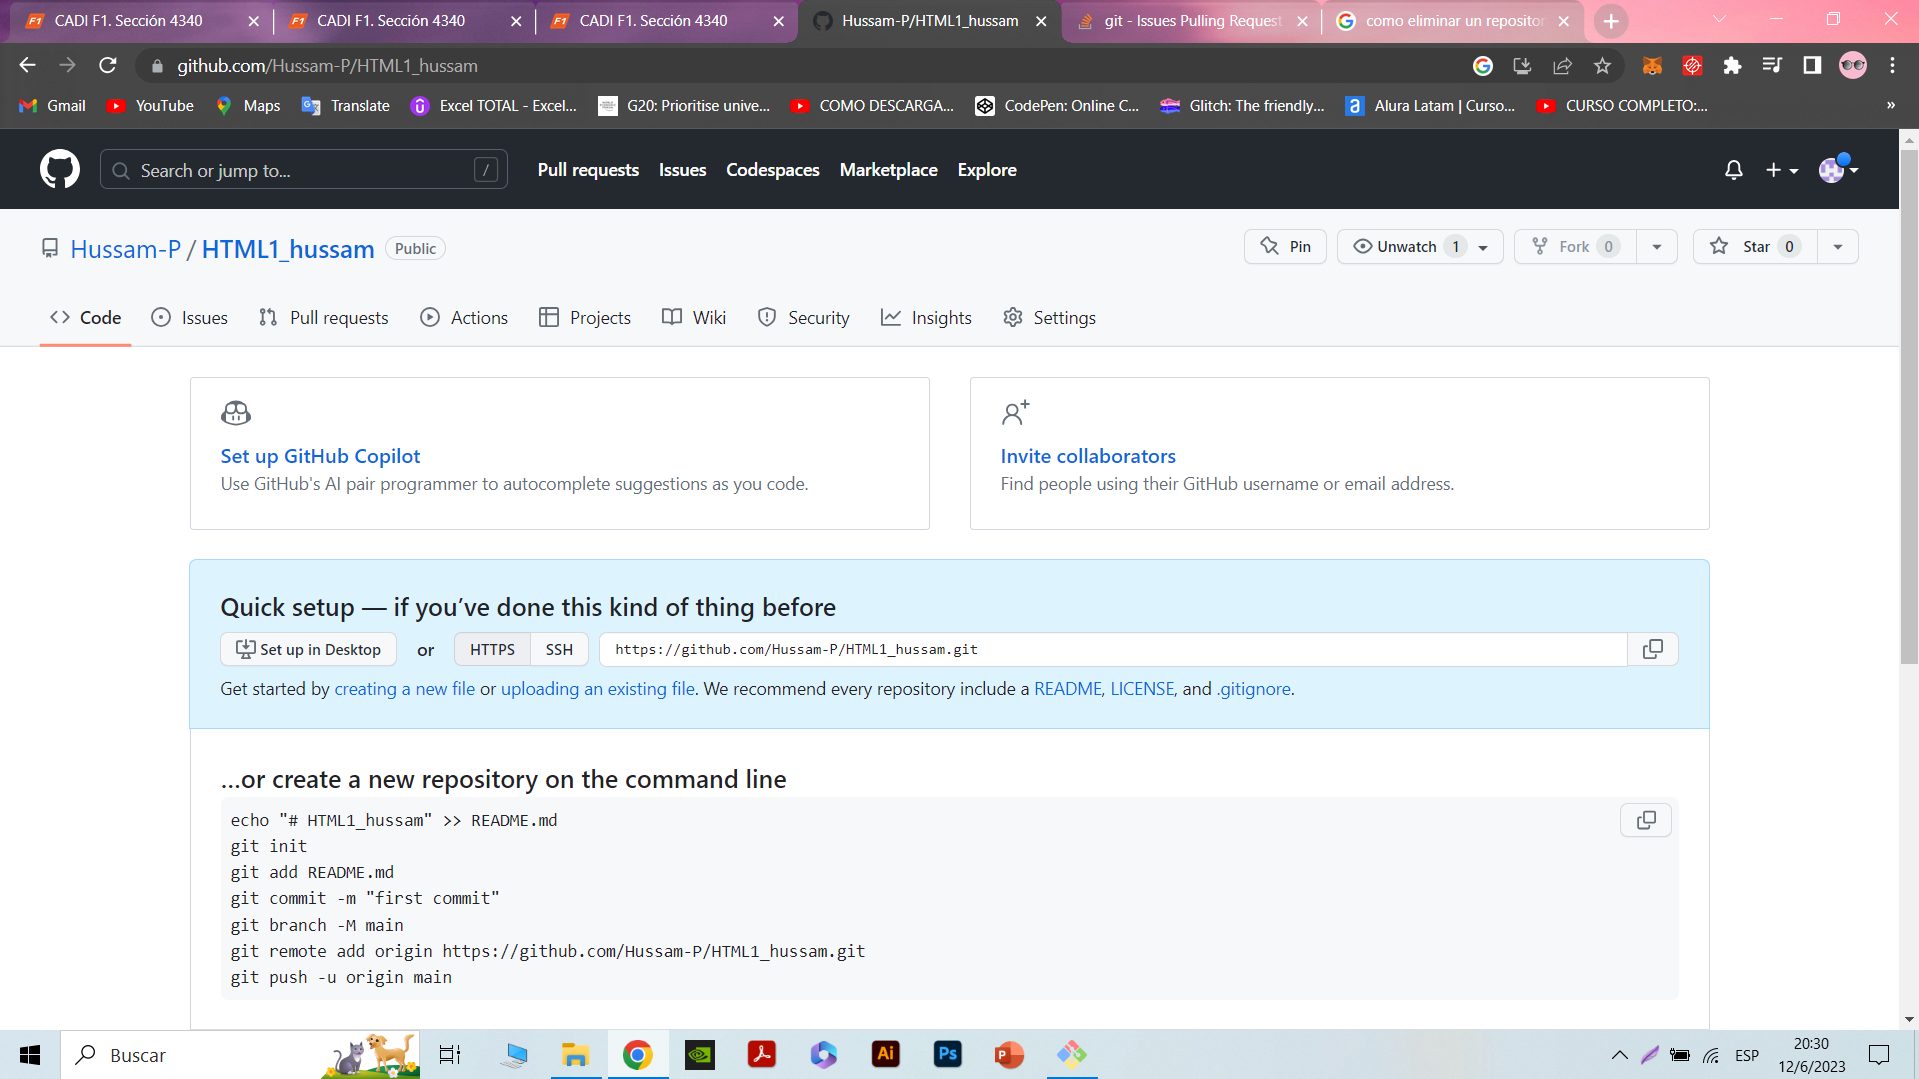 CADI F1. Sección 4340
CADI F1. Sección 4340
CADI F1. Sección 4340
Hussam-P/HTML1_hussam
git - Issues Pulling Request
como eliminar un repositor
github.com/Hussam-P/HTML1_hussam
Gmail
YouTube
Maps
Translate
Excel TOTAL - Excel...
G20: Prioritise unive...
COMO DESCARGA...
CodePen: Online C...
Glitch: The friendly,...
Alura Latam | Curso...
CURSO COMPLETO:...
»
Search or jump to...
/
Pull requests
Issues
Codespaces
Marketplace
Explore
Hussam-P / HTML1_hussam
Public
Pin
Unwatch 1
Fork 0
Star 0
Code
Issues
Pull requests
Actions
Projects
Wiki
Security
Insights
Settings
Set up GitHub Copilot
Use GitHub's AI pair programmer to autocomplete suggestions as you code.
Invite collaborators
Find people using their GitHub username or email address.
Quick setup — if you’ve done this kind of thing before
Set up in Desktop
or
HTTPS
SSH
https://github.com/Hussam-P/HTML1_hussam.git
Get started by creating a new file or uploading an existing file. We recommend every repository include a README, LICENSE, and .gitignore.
…or create a new repository on the command line
echo "# HTML1_hussam" >> README.md
git init
git add README.md
git commit -m "first commit"
git branch -M main
git remote add origin https://github.com/Hussam-P/HTML1_hussam.git
git push -u origin main
Buscar
Ai
Ps
P
ESP
20:30
12/6/2023